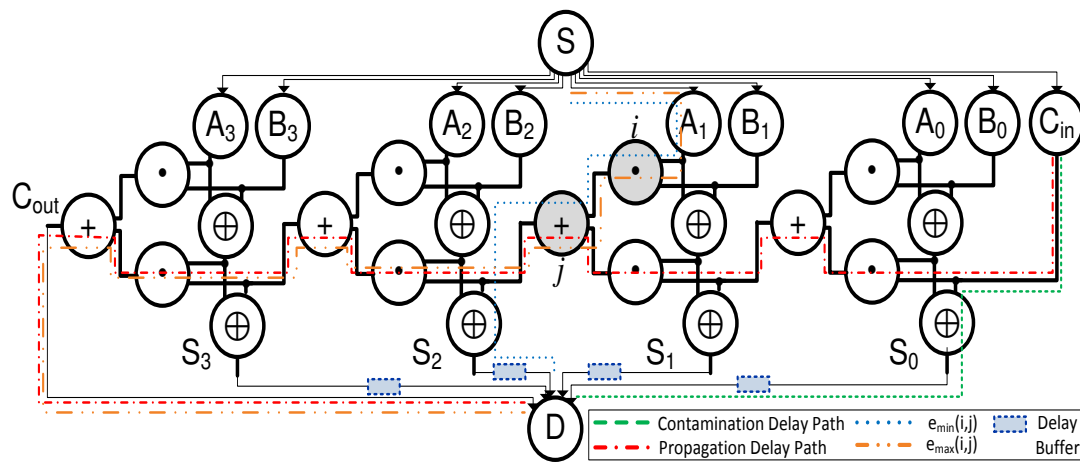 S
A3 B3 A2 B2 A1 B1 A0 B0 Cin
i
Cout
+ + + +
j
S3 S2 S1 S0
D
Contamination Delay Path
Propagation Delay Path
emin(i,j)
emax(i,j)
Delay
Buffer